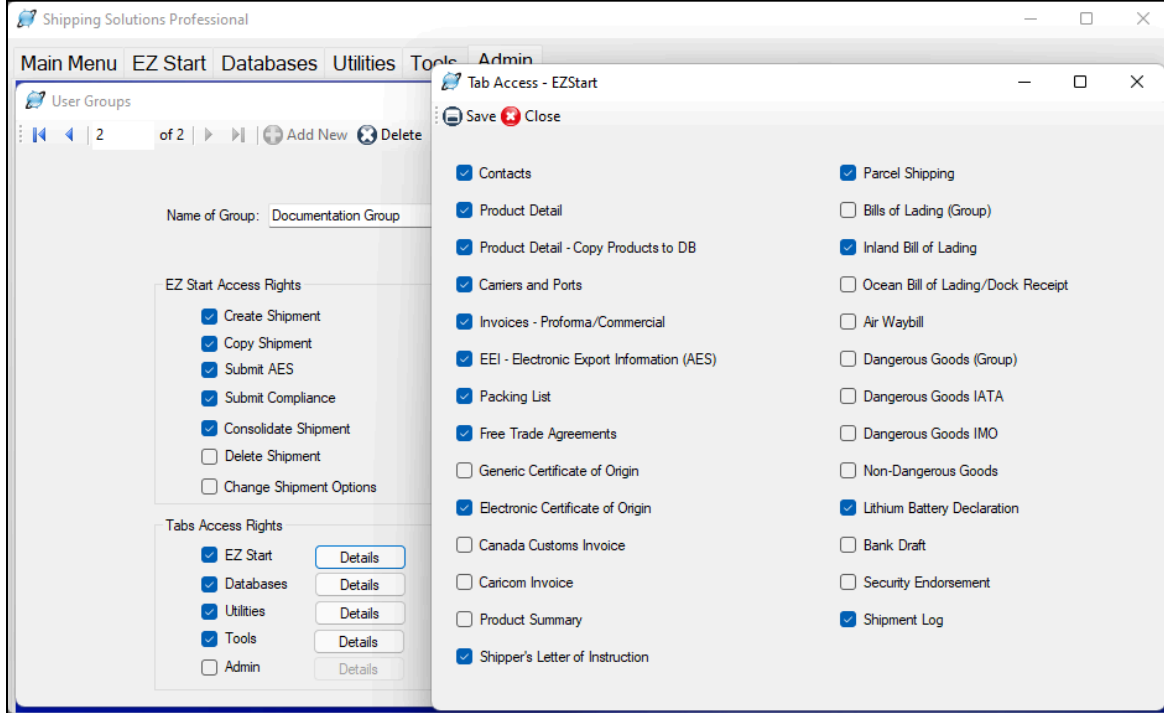 Shipping Solutions Professional
Main Menu EZ Start Databases Utilities Tools Admin
User Groups
2 of 2 Add New Delete
Name of Group: Documentation Group
EZ Start Access Rights
Create Shipment
Copy Shipment
Submit AES
Submit Compliance
Consolidate Shipment
Delete Shipment
Change Shipment Options
Tabs Access Rights
EZ Start Details
Databases Details
Utilities Details
Tools Details
Admin Details
Tab Access - EZStart
Save Close
Contacts
Product Detail
Product Detail - Copy Products to DB
Carriers and Ports
Invoices - Proforma/Commercial
EEI - Electronic Export Information (AES)
Packing List
Free Trade Agreements
Generic Certificate of Origin
Electronic Certificate of Origin
Canada Customs Invoice
Caricom Invoice
Product Summary
Shipper's Letter of Instruction
Parcel Shipping
Bills of Lading (Group)
Inland Bill of Lading
Ocean Bill of Lading/Dock Receipt
Air Waybill
Dangerous Goods (Group)
Dangerous Goods IATA
Dangerous Goods IMO
Non-Dangerous Goods
Lithium Battery Declaration
Bank Draft
Security Endorsement
Shipment Log